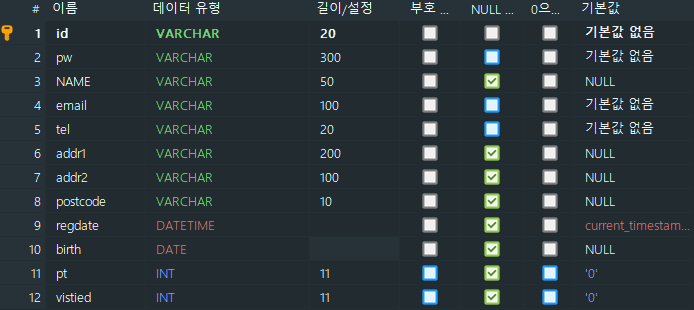 # 이름 데이터 유형 길이/설정 부호 ... NULL ... 0으... 기본값
1 id VARCHAR 20 기본값 없음
2 pw VARCHAR 300 기본값 없음
3 NAME VARCHAR 50 NULL
4 email VARCHAR 100 기본값 없음
5 tel VARCHAR 20 기본값 없음
6 addr1 VARCHAR 200 NULL
7 addr2 VARCHAR 100 NULL
8 postcode VARCHAR 10 NULL
9 regdate DATETIME current_timestam...
10 birth DATE NULL
11 pt INT 11 '0'
12 vistied INT 11 '0'